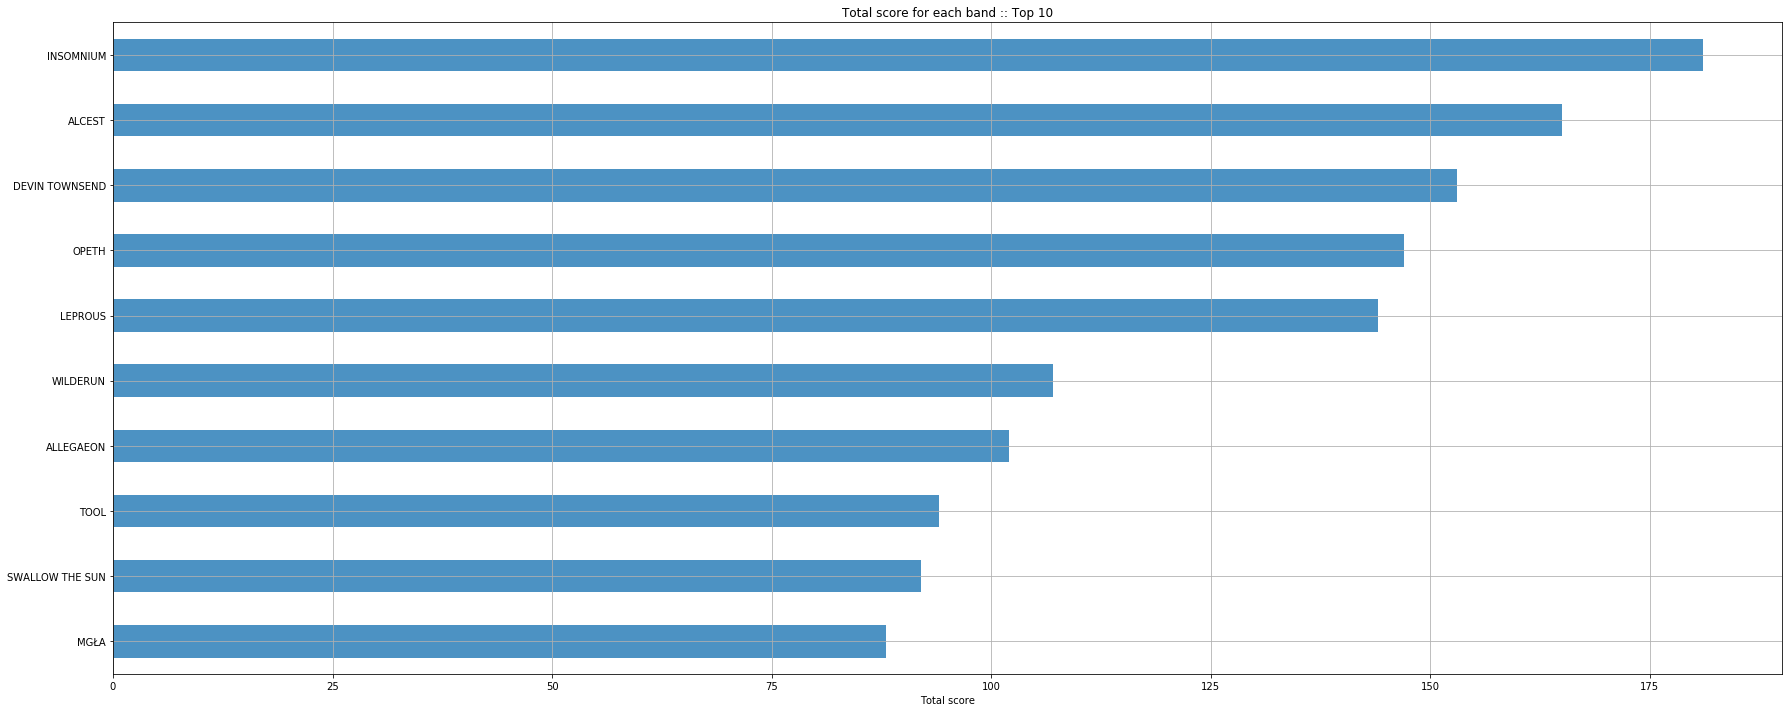 Total score for each band :: Top 10
INSOMNIUM
ALCEST
DEVIN TOWNSEND
OPETH
LEPROUS
WILDERUN
ALLEGAEON
TOOL
SWALLOW THE SUN
MGŁA
0 25 50 75 100 125 150 175
Total score